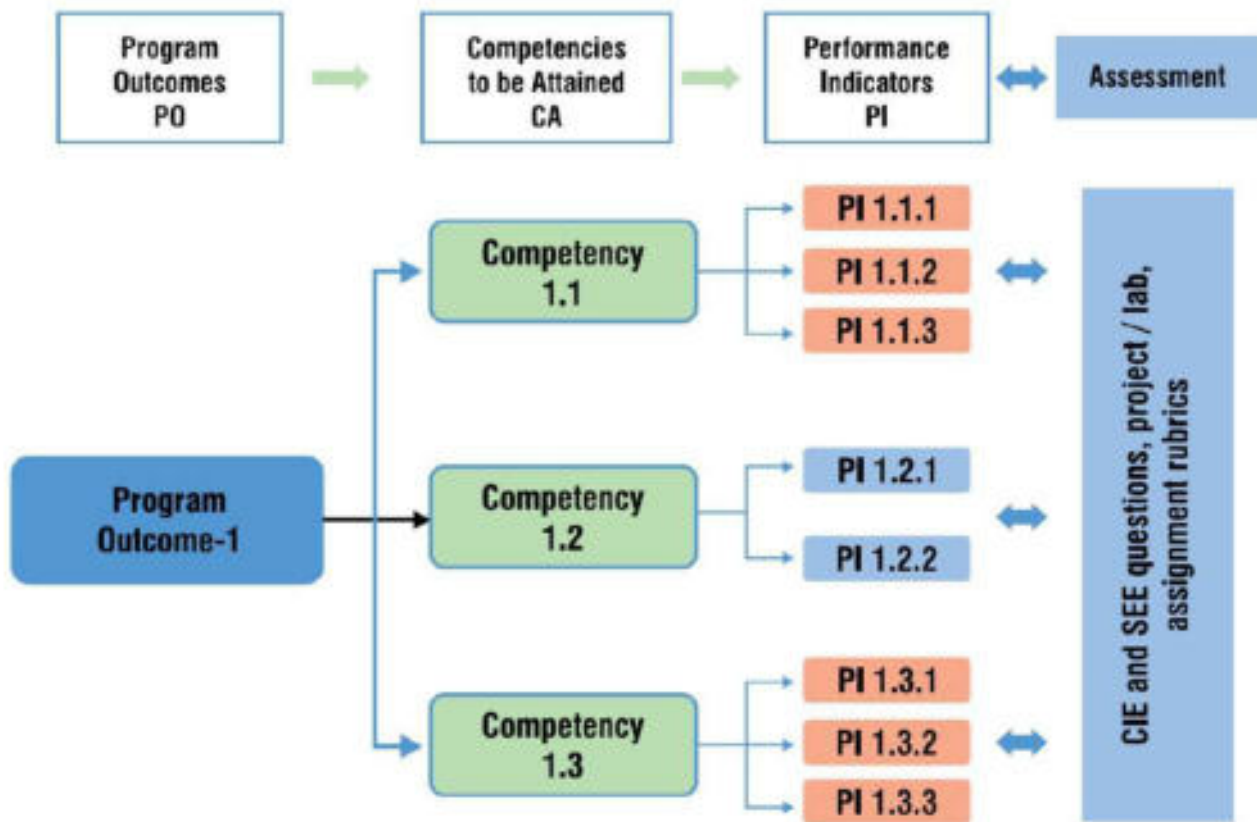 Program
Outcomes
PO
Competencies
to be Attained
CA
Performance
Indicators
PI
Assessment
Program
Outcome-1
Competency
1.1
PI 1.1.1
PI 1.1.2
PI 1.1.3
Competency
1.2
PI 1.2.1
PI 1.2.2
Competency
1.3
PI 1.3.1
PI 1.3.2
PI 1.3.3
CIE and SEE questions, project / lab,
assignment rubrics